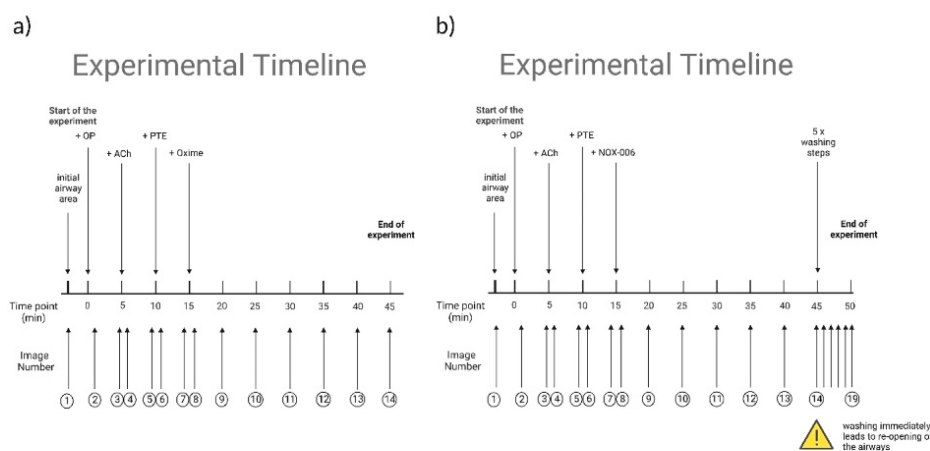 a)
Experimental Timeline
Start of the
experiment
+ OP
+ PTE
+ ACh
+ Oxime
initial
airway
area
End of
experiment
Time point
(min)
0 5 10 15 20 25 30 35 40 45
Image
Number
1 2 3 4 5 6 7 8 9 10 11 12 13 14
b)
Experimental Timeline
Start of the
experiment
+ OP
+ PTE
5 x
washing
steps
+ ACh
+ NOX-006
initial
airway
area
End of
experiment
Time point
(min)
0 5 10 15 20 25 30 35 40 45 50
Image
Number
1 2 3 4 5 6 7 8 9 10 11 12 13 14 19
washing immediately
leads to re-opening o
the airways